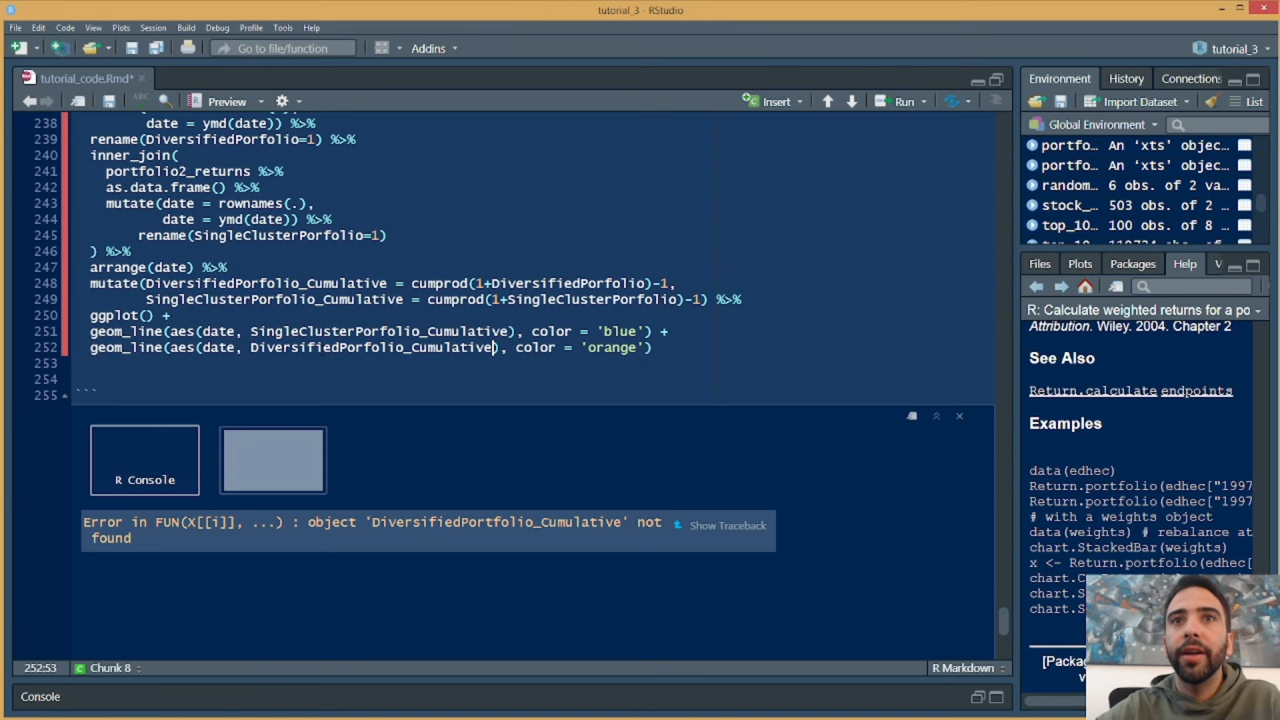 tutorial_3 - RStudio
File Edit Code View Plots Session Build Debug Profile Tools Help
Go to file/function Addins tutorial_3
tutorial_code.Rmd*
Preview Insert Run
238 date = ymd(date)) %>%
239 rename(DiversifiedPorfolio=1) %>%
240 inner_join(
241 portfolio2_returns %>%
242 as.data.frame() %>%
243 mutate(date = rownames(.),
244 date = ymd(date)) %>%
245 rename(SingleClusterPorfolio=1)
246 ) %>%
247 arrange(date) %>%
248 mutate(DiversifiedPorfolio_Cumulative = cumprod(1+DiversifiedPorfolio)-1,
249 SingleClusterPorfolio_Cumulative = cumprod(1+SingleClusterPorfolio)-1) %>%
250 ggplot() +
251 geom_line(aes(date, SingleClusterPorfolio_Cumulative), color = 'blue') +
252 geom_line(aes(date, DiversifiedPorfolio_Cumulative), color = 'orange')
253
254
255 ```
R Console
Error in FUN(X[[i]], ...) : object 'DiversifiedPortfolio_Cumulative' not
found
Show Traceback
252:53 Chunk 8 R Markdown
Console
Environment History Connections
Import Dataset List
Global Environment
portfo... An 'xts' objec...
portfo... An 'xts' objec...
random... 6 obs. of 2 va...
stock_... 503 obs. of 2 ...
top_10... 100 obs. of 8 ...
Files Plots Packages Help V
R: Calculate weighted returns for a po
Attribution. Wiley. 2004. Chapter 2
See Also
Return.calculate endpoints
Examples
data(edhec)
Return.portfolio(edhec["1997
Return.portfolio(edhec["1997
# with a weights object
data(weights) # rebalance at
chart.StackedBar(weights)
x <- Return.portfolio(edhec[
chart.C
chart.S
chart.S
[Packag
v